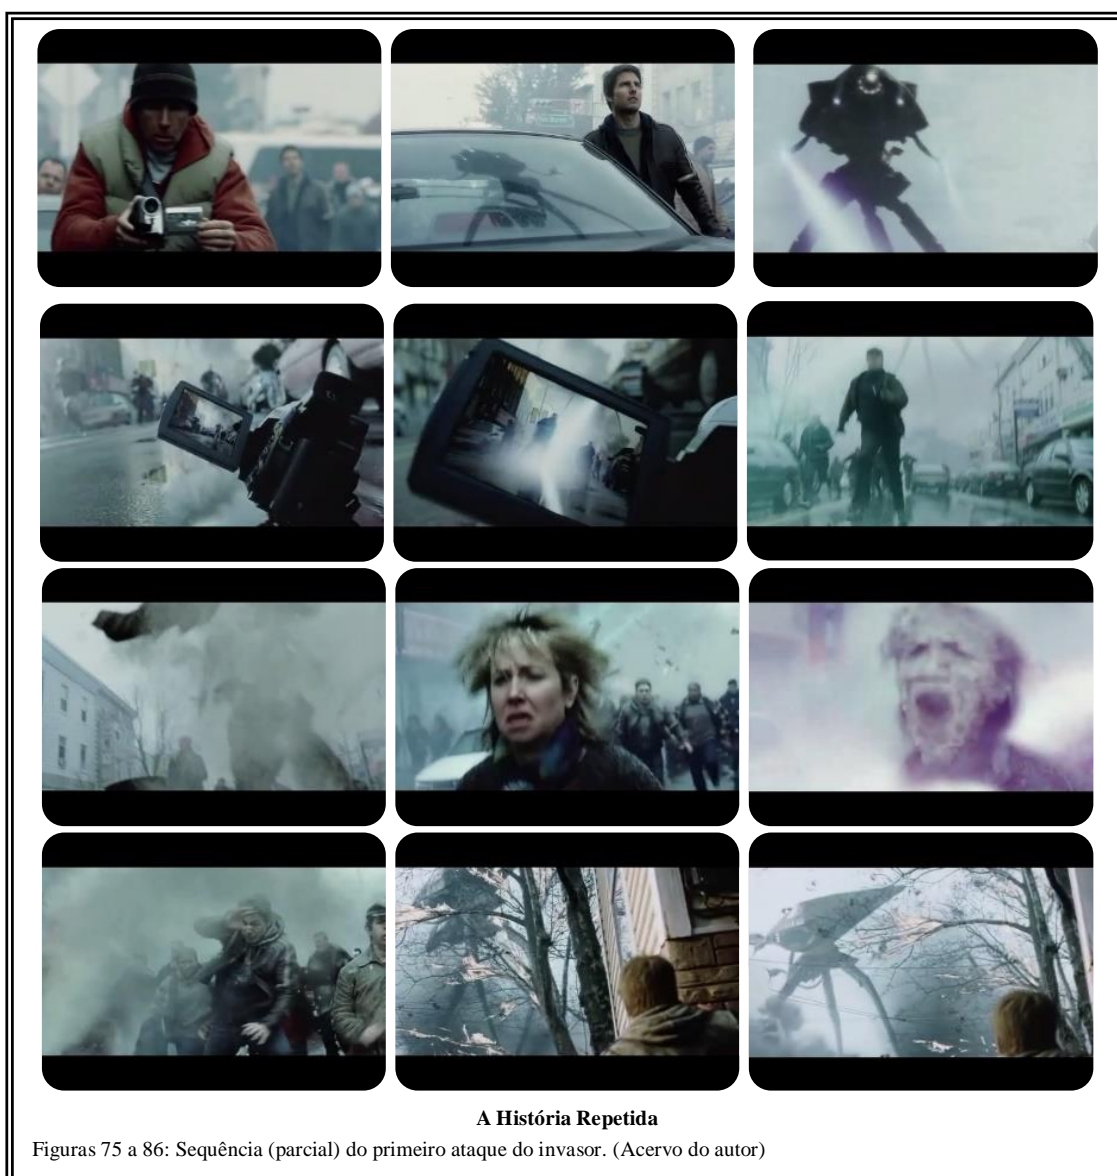 A História Repetida
Figuras 75 a 86: Sequência (parcial) do primeiro ataque do invasor. (Acervo do autor)